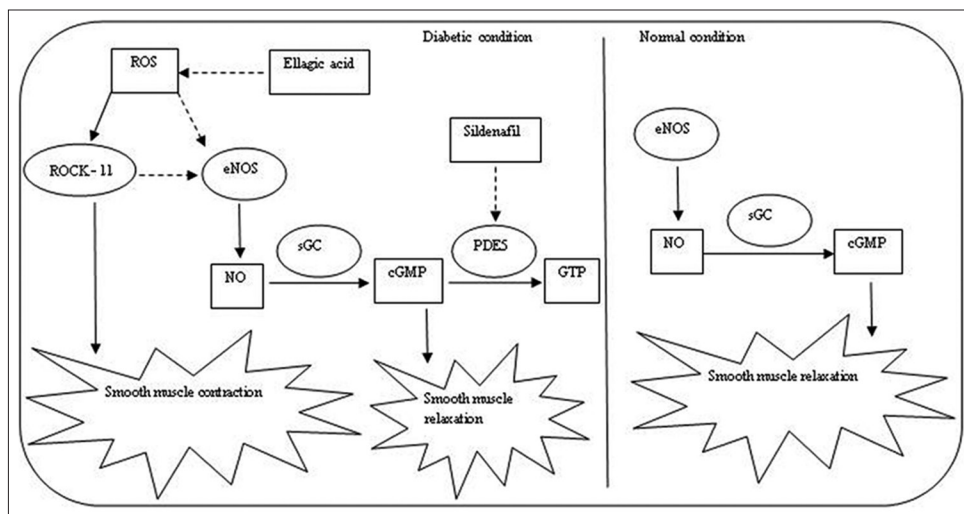 Diabetic condition
Normal condition
ROS
Ellagic acid
Sildenafil
eNOS
ROCK- 11
eNOS
sGC
PDES
sGC
NO
cGMP
GTP
NO
cGMP
Smooth muscle contraction
Smooth muscle
relaxation
Smooth muscle relaxation